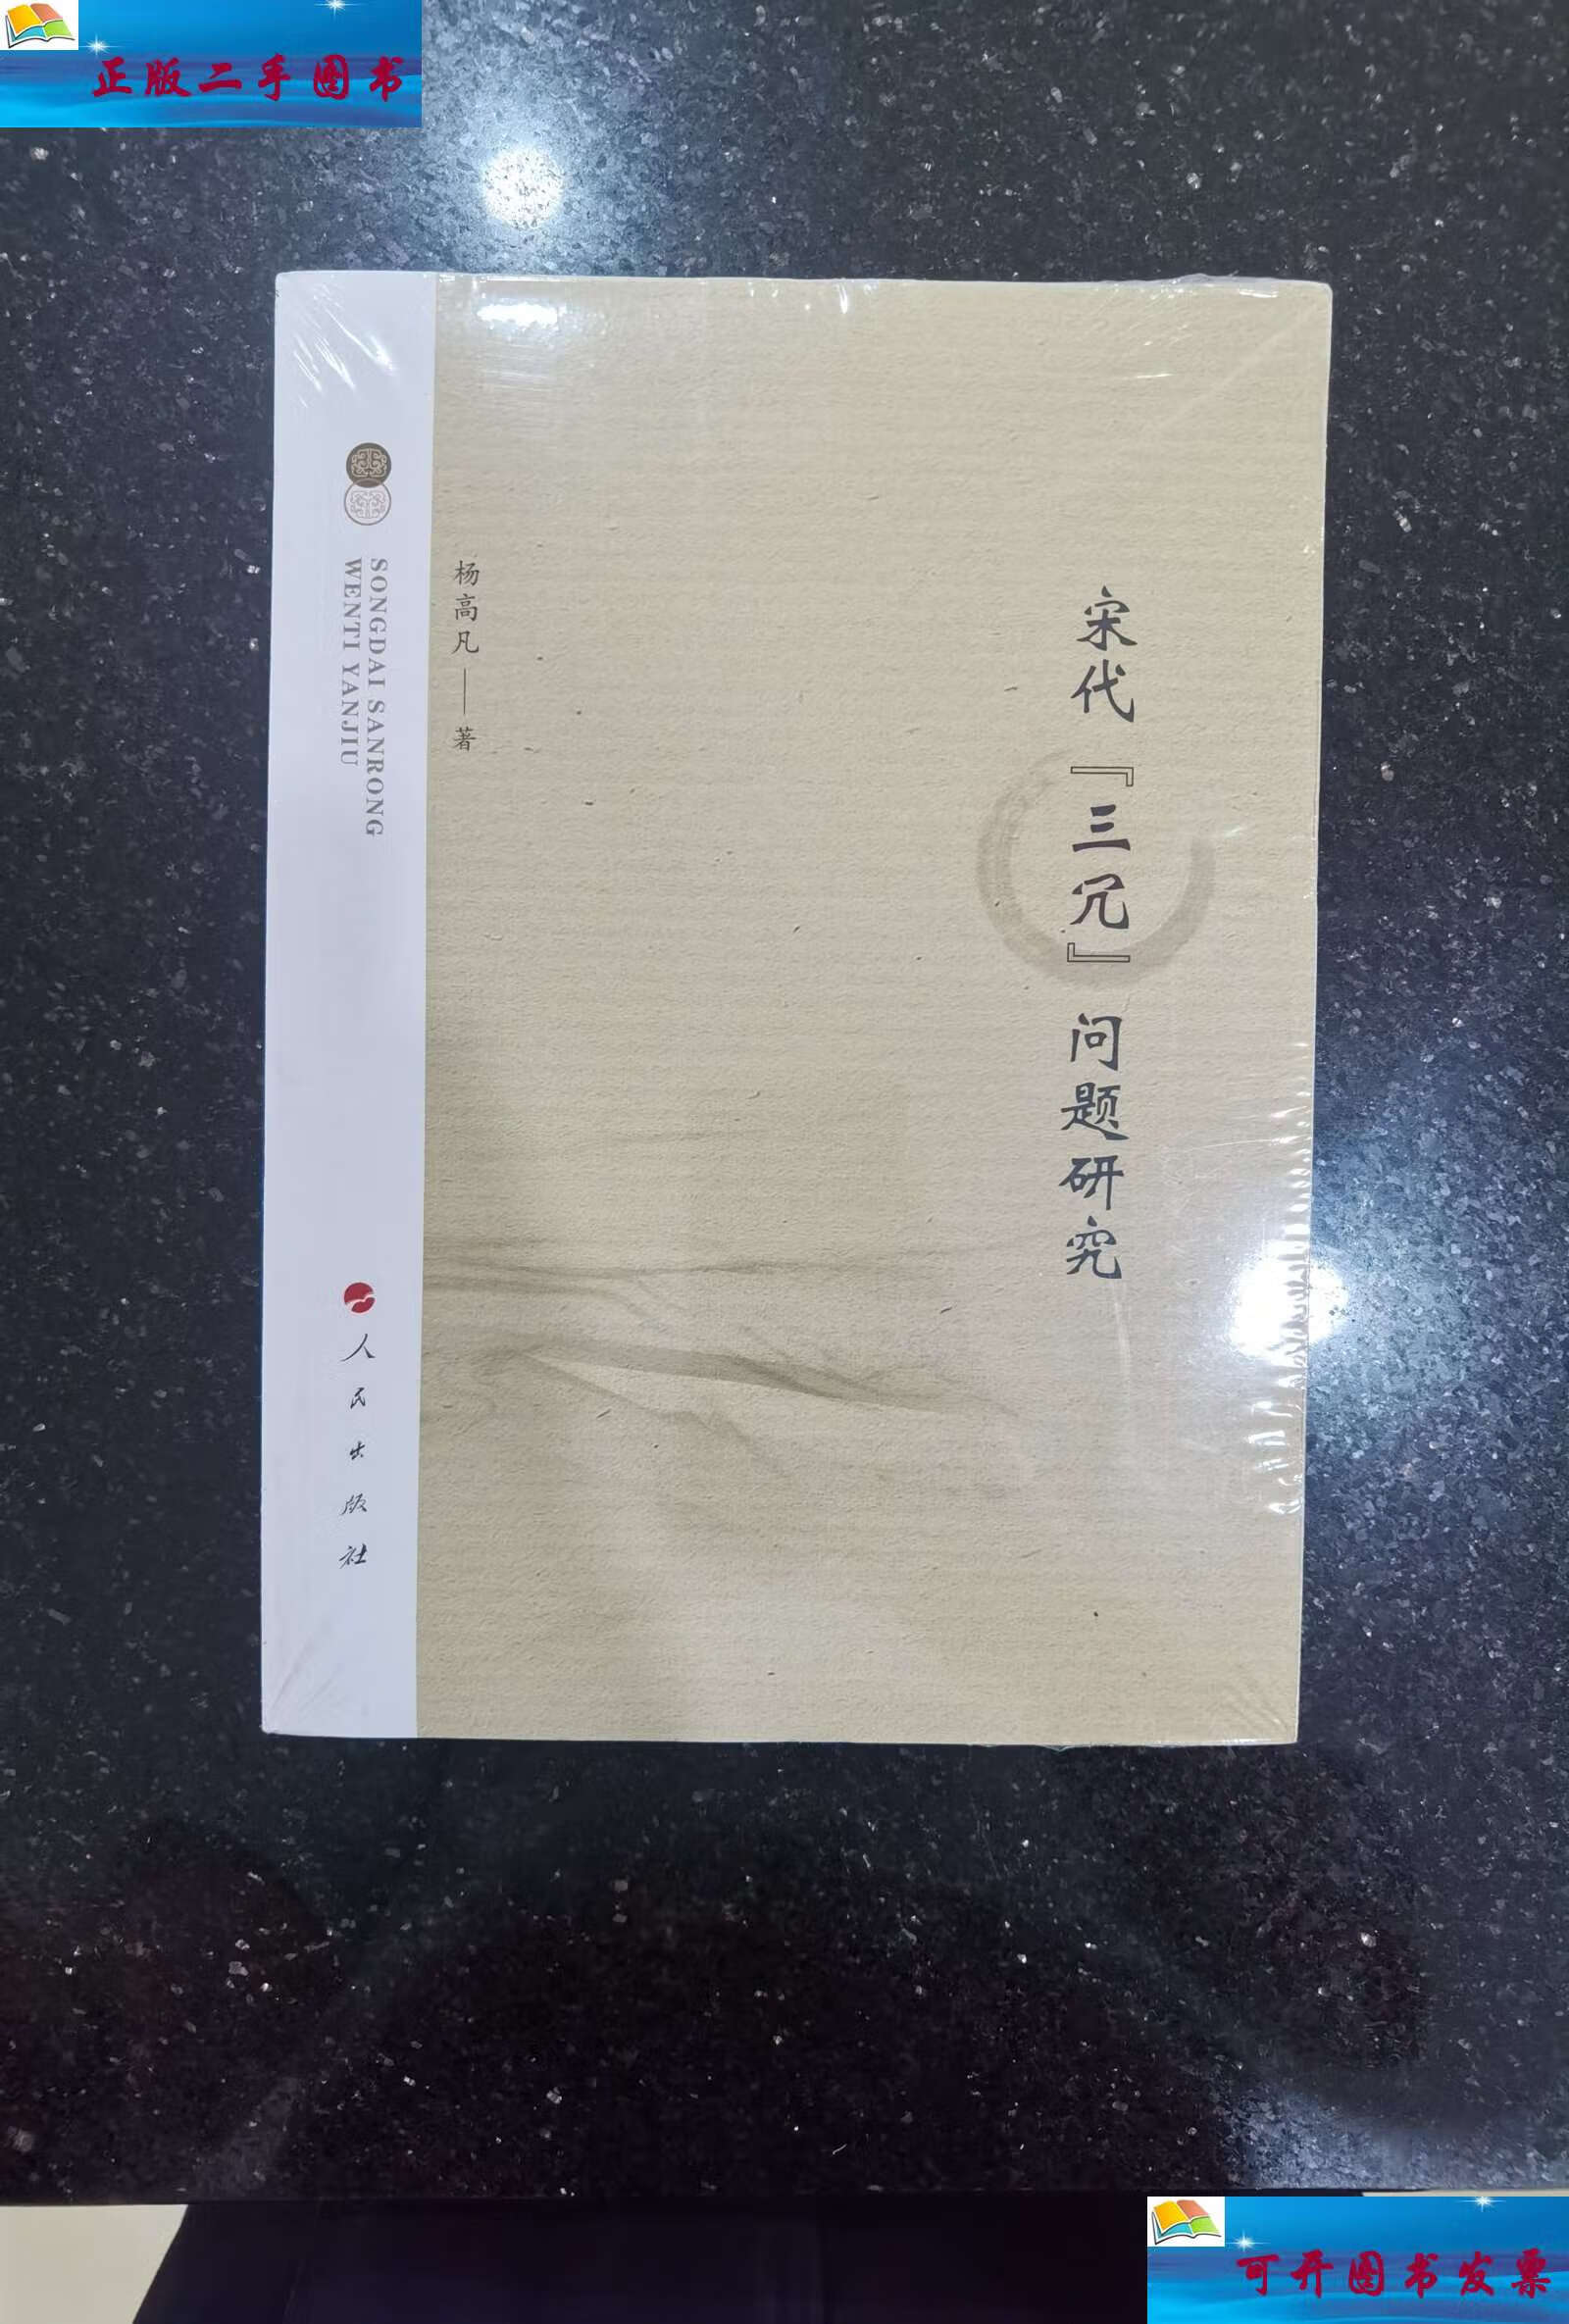 正版二手图书
宋代『三冗』问题研究
杨高凡——著
SONGDAI SANRONG
WENTI YANJIU
人民出版社
可开图书发票